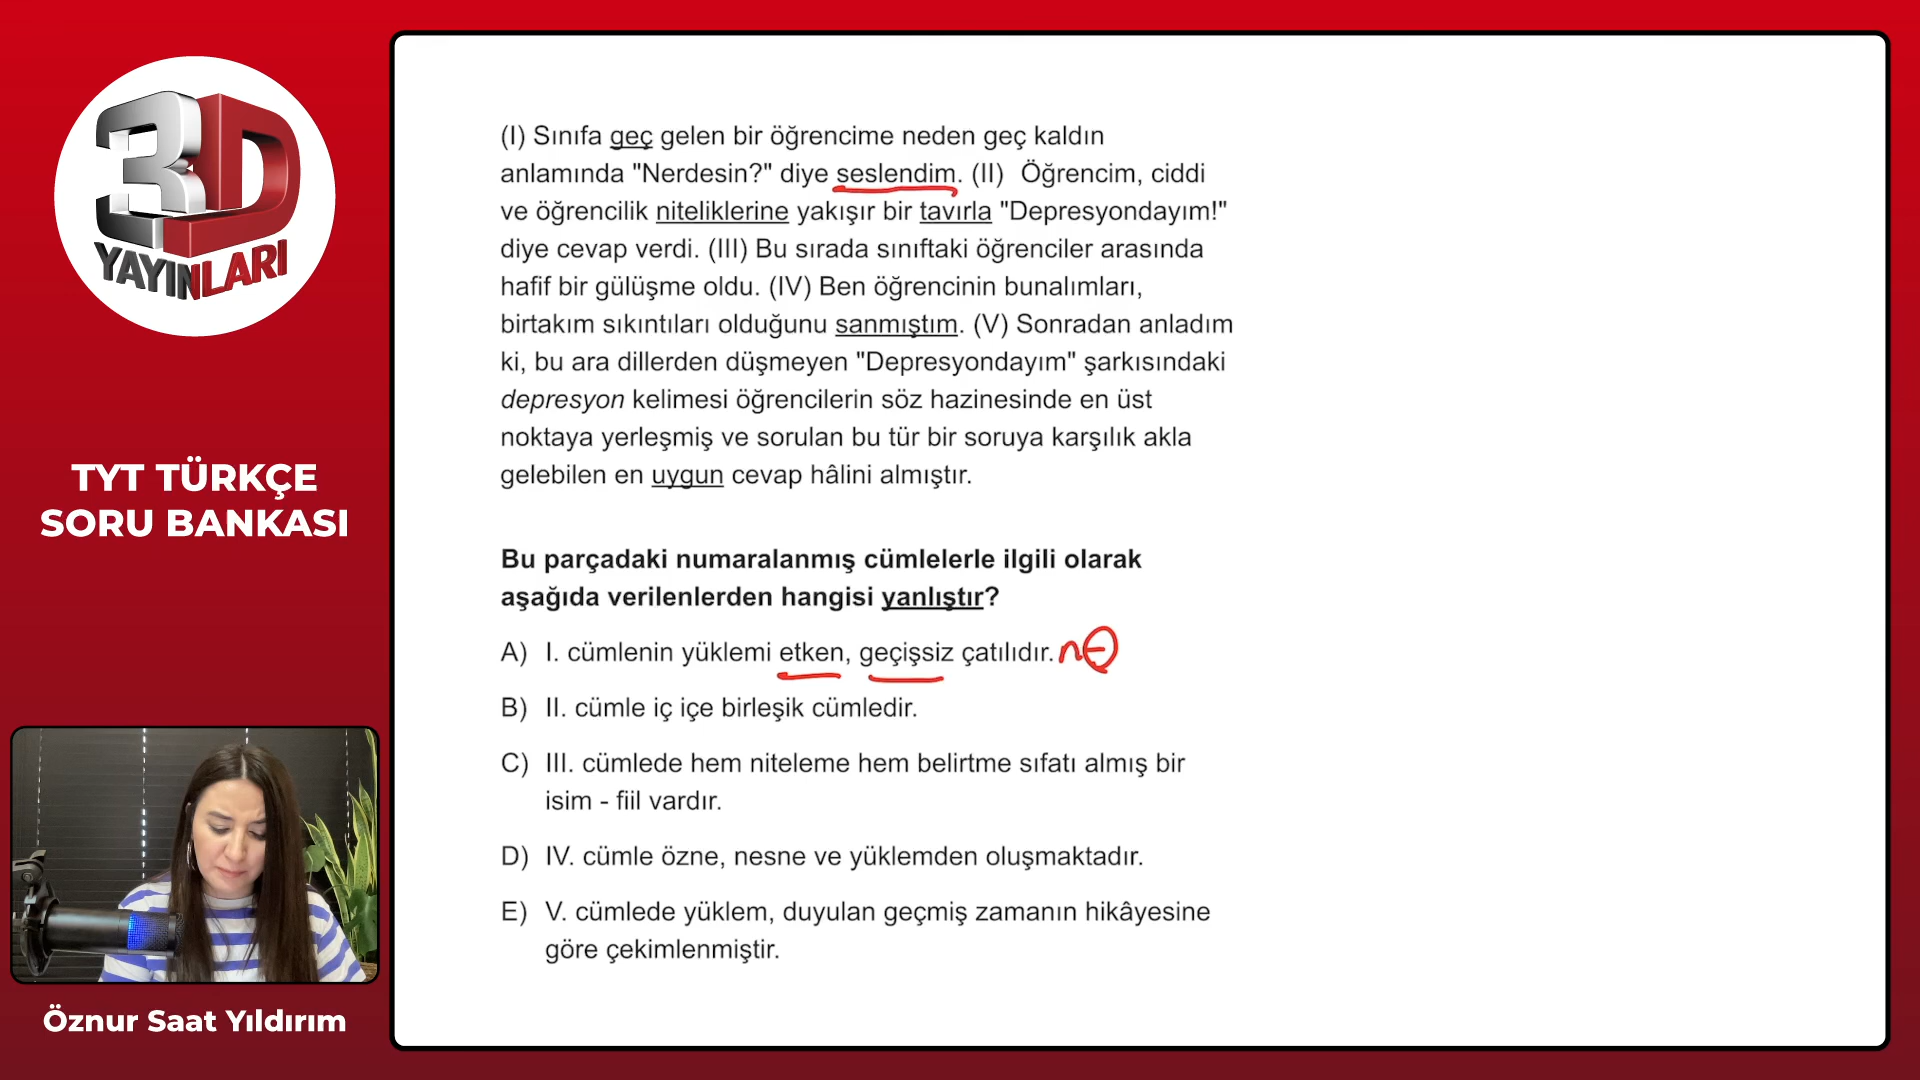 3D
YAYINLARI
TYT TÜRKÇE
SORU BANKASI
Öznur Saat Yıldırım
(I) Sınıfa geç gelen bir öğrencime neden geç kaldın
anlamında "Nerdesin?" diye seslendim. (II) Öğrencim, ciddi
ve öğrencilik niteliklerine yakışır bir tavırla "Depresyondayım!"
diye cevap verdi. (III) Bu sırada sınıftaki öğrenciler arasında
hafif bir gülüşme oldu. (IV) Ben öğrencinin bunalımları,
birtakım sıkıntıları olduğunu sanmıştım. (V) Sonradan anladım
ki, bu ara dillerden düşmeyen "Depresyondayım" şarkısındaki
depresyon kelimesi öğrencilerin söz hazinesinde en üst
noktaya yerleşmiş ve sorulan bu tür bir soruya karşılık akla
gelebilen en uygun cevap hâlini almıştır.
Bu parçadaki numaralanmış cümlelerle ilgili olarak
aşağıda verilenlerden hangisi yanlıştır?
A) I. cümlenin yüklemi etken, geçişsiz çatılıdır.
B) II. cümle iç içe birleşik cümledir.
C) III. cümlede hem niteleme hem belirtme sıfatı almış bir
isim - fiil vardır.
D) IV. cümle özne, nesne ve yüklemden oluşmaktadır.
E) V. cümlede yüklem, duyulan geçmiş zamanın hikâyesine
göre çekimlenmiştir.